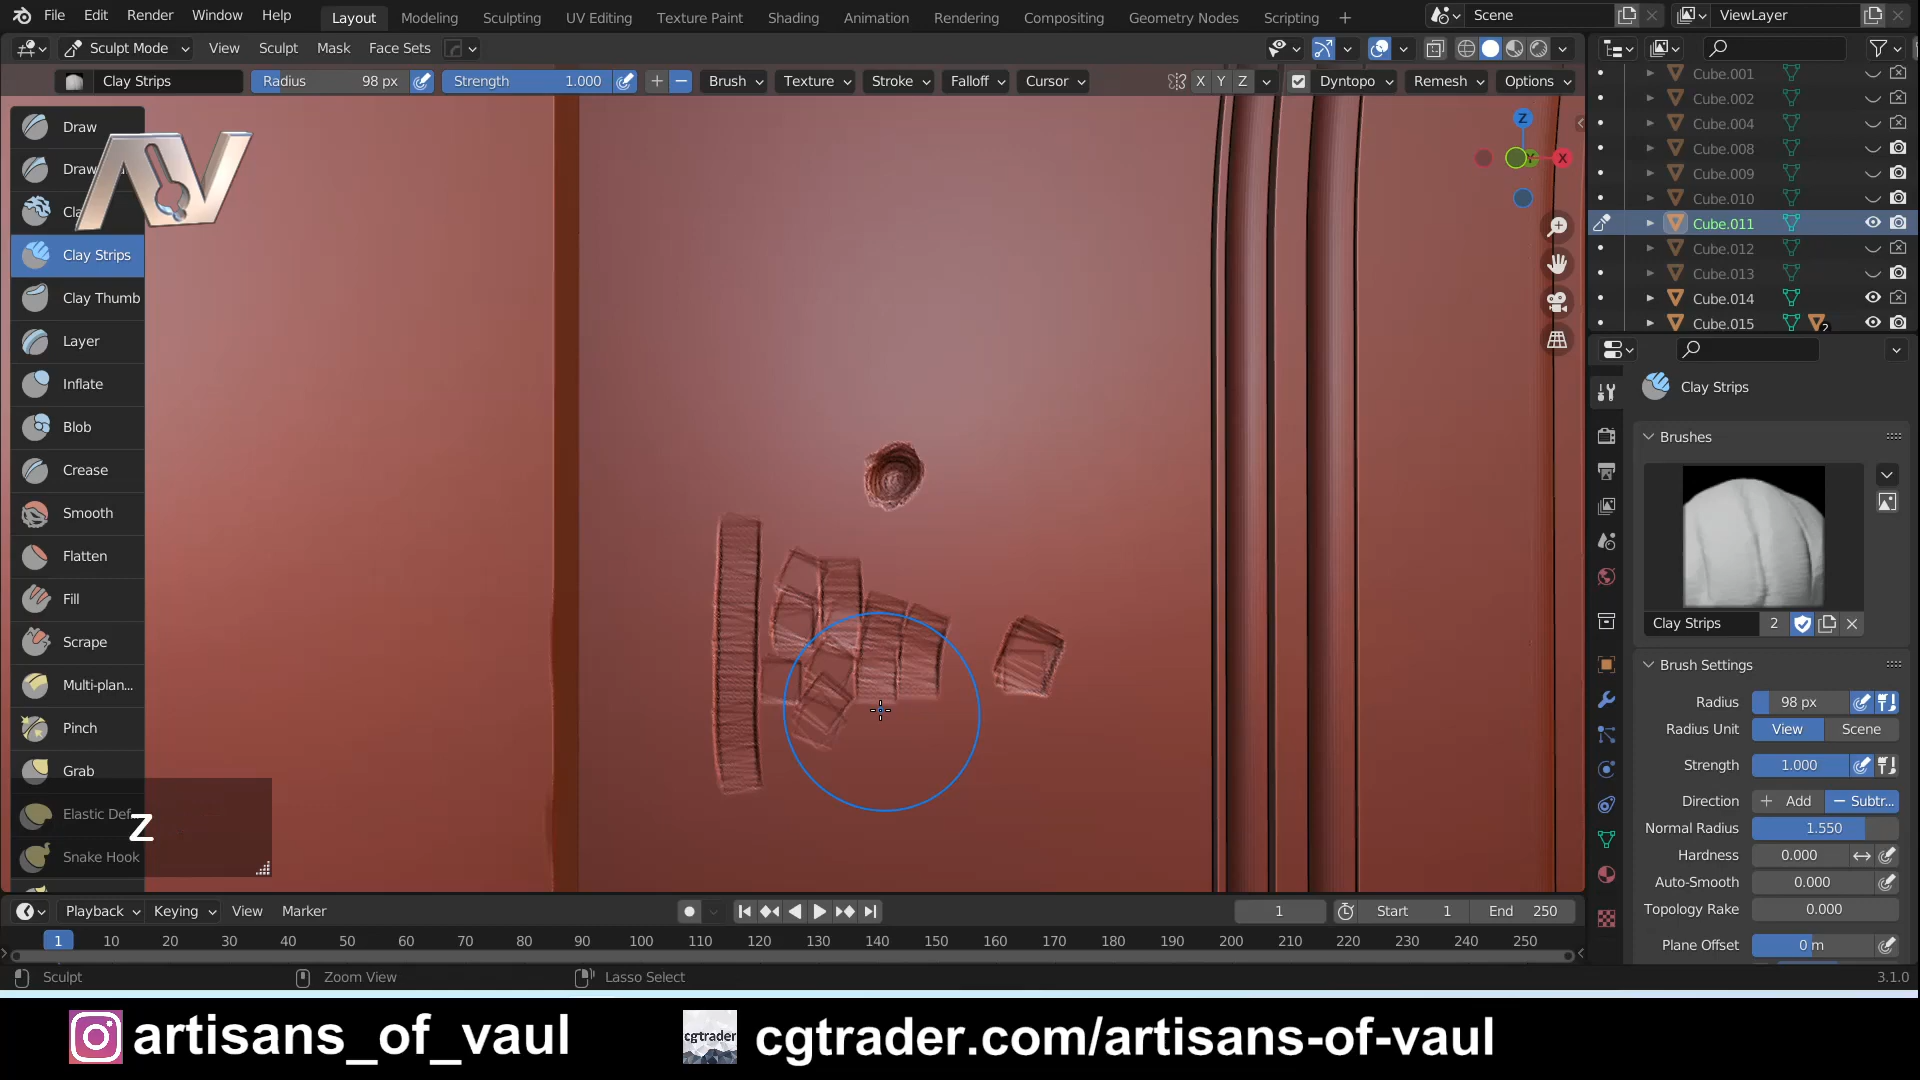 File Edit Render Window Help Layout Modeling Sculpting UV Editing Texture Paint Shading Animation Rendering Compositing Geometry Nodes Scripting + Scene ViewLayer
Sculpt Mode View Sculpt Mask Face Sets
Clay Strips Radius 98 px Strength 1.000 Brush Texture Stroke Falloff Cursor X Y Z Dyntopo Remesh Options
Draw
Draw
Cla
Clay Strips
Clay Thumb
Layer
Inflate
Blob
Crease
Smooth
Flatten
Fill
Scrape
Multi-plan...
Pinch
Grab
Elastic Def
Snake Hook
AV
Z
Z
X
Cube.001
Cube.002
Cube.004
Cube.008
Cube.009
Cube.010
Cube.011
Cube.012
Cube.013
Cube.014
Cube.015 2
Clay Strips
Brushes
Clay Strips 2
Brush Settings
Radius 98 px
Radius Unit View Scene
Strength 1.000
Direction + Add − Subtr...
Normal Radius 1.550
Hardness 0.000
Auto-Smooth 0.000
Topology Rake 0.000
Plane Offset 0 m
Playback Keying View Marker 1 Start 1 End 250
1 10 20 30 40 50 60 70 80 90 100 110 120 130 140 150 160 170 180 190 200 210 220 230 240 250
Sculpt Zoom View Lasso Select 3.1.0
artisans_of_vaul cgtrader cgtrader.com/artisans-of-vaul